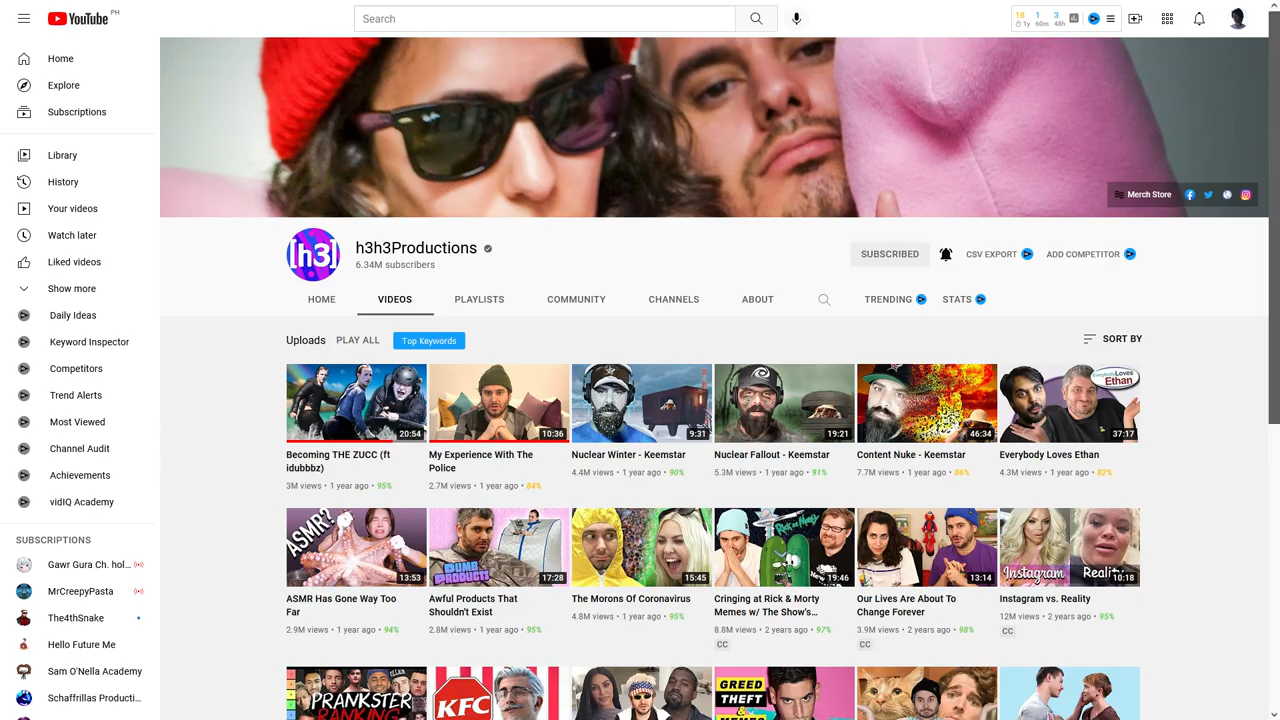 YouTube PH
Search
18 1 3
1y 60m 48h
Home
Explore
Subscriptions
Library
History
Your videos
Watch later
Liked videos
Show more
Daily Ideas
Keyword Inspector
Competitors
Trend Alerts
Most Viewed
Channel Audit
Achievements
vidIQ Academy
SUBSCRIPTIONS
Gawr Gura Ch. hol...
MrCreepyPasta
The4thSnake
Hello Future Me
Sam O'Nella Academy
Schaffrillas Producti...
Merch Store
[h3]
h3h3Productions
6.34M subscribers
SUBSCRIBED
CSV EXPORT
ADD COMPETITOR
HOME VIDEOS PLAYLISTS COMMUNITY CHANNELS ABOUT TRENDING STATS
Uploads PLAY ALL Top Keywords SORT BY
20:54
Becoming THE ZUCC (ft
idubbbz)
3M views • 1 year ago • 95%
10:36
My Experience With The
Police
2.7M views • 1 year ago • 84%
9:31
Nuclear Winter - Keemstar
4.4M views • 1 year ago • 90%
19:21
Nuclear Fallout - Keemstar
5.3M views • 1 year ago • 91%
46:34
Content Nuke - Keemstar
7.7M views • 1 year ago • 86%
Everybody Loves
Ethan
37:17
Everybody Loves Ethan
4.3M views • 1 year ago • 82%
ASMR?
13:53
ASMR Has Gone Way Too
Far
2.9M views • 1 year ago • 94%
DUMB
PRODUCTS
17:28
Awful Products That
Shouldn't Exist
2.8M views • 1 year ago • 95%
15:45
The Morons Of Coronavirus
4.8M views • 1 year ago • 95%
Rick and Morty
New 19:46
Cringing at Rick & Morty
Memes w/ The Show's...
8.8M views • 2 years ago • 97%
CC
13:14
Our Lives Are About To
Change Forever
3.9M views • 2 years ago • 98%
CC
Instagram Reality
10:18
Instagram vs. Reality
12M views • 2 years ago • 95%
CC
PRANKSTER
RANKING
KFC
GREED
THEFT
& MEMES